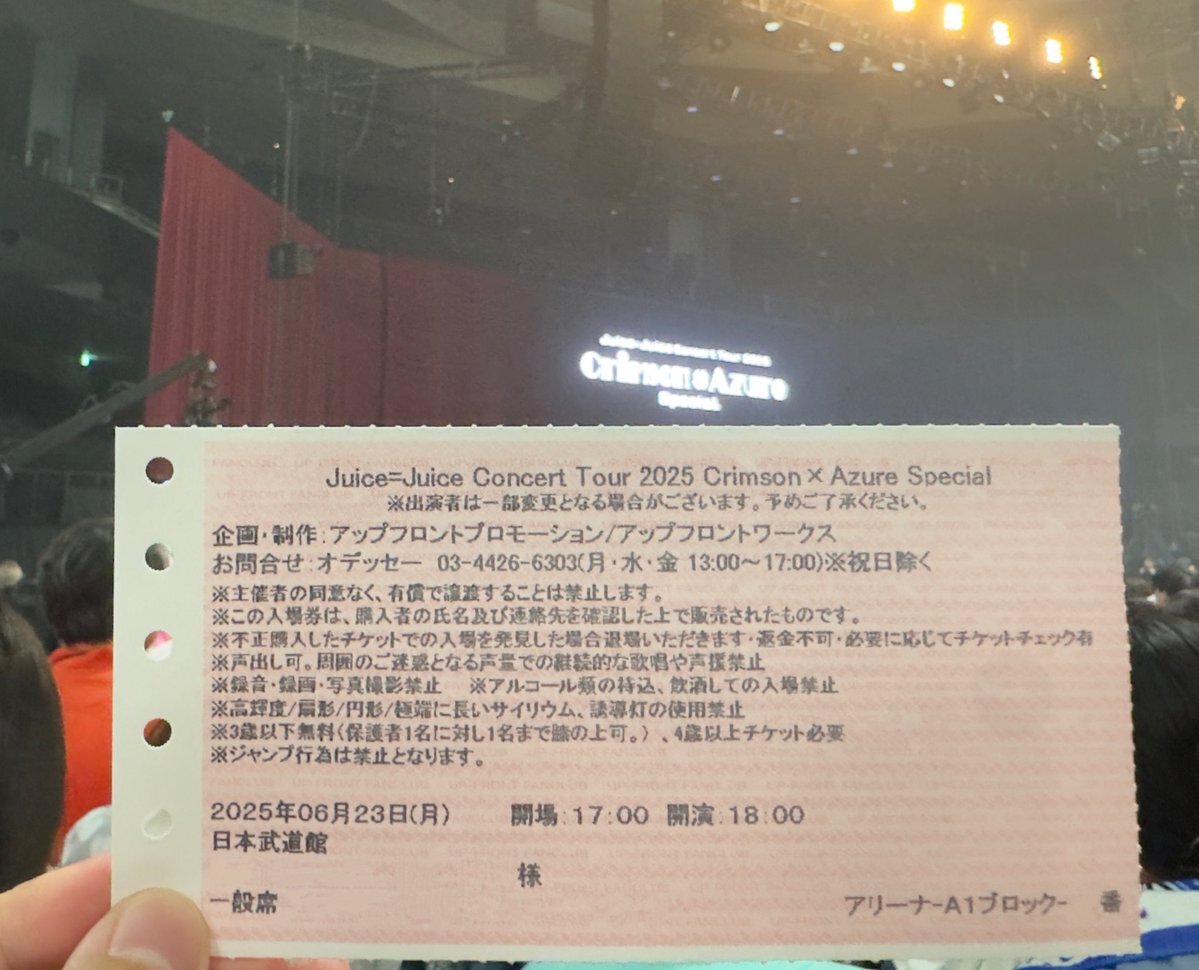 Juice=Juice Concert Tour 2025
Crimson×Azure
Special
Juice=Juice Concert Tour 2025 Crimson×Azure Special
※出演者は一部変更となる場合がございます。予めご了承ください。
企画・制作:アップフロントプロモーション/アップフロントワークス
お問合せ:オデッセー 03-4426-6303(月・水・金 13:00～17:00)※祝日除く
※主催者の同意なく、有償で譲渡することは禁止します。
※この入場券は、購入者の氏名及び連絡先を確認した上で販売されたものです。
※不正購入したチケットでの入場を発見した場合退場いただきます・返金不可・必要に応じてチケットチェック有
※声出し可。周囲のご迷惑となる声量での継続的な歌唱や声援禁止
※録音・録画・写真撮影禁止 ※アルコール類の持込、飲酒しての入場禁止
※高輝度/扇形/円形/極端に長いサイリウム、誘導灯の使用禁止
※3歳以下無料(保護者1名に対し1名まで膝の上可。)、4歳以上チケット必要
※ジャンプ行為は禁止となります。
2025年06月23日(月) 開場:17:00 開演:18:00
日本武道館
様
一般席 アリーナ-A1ブロック- 番